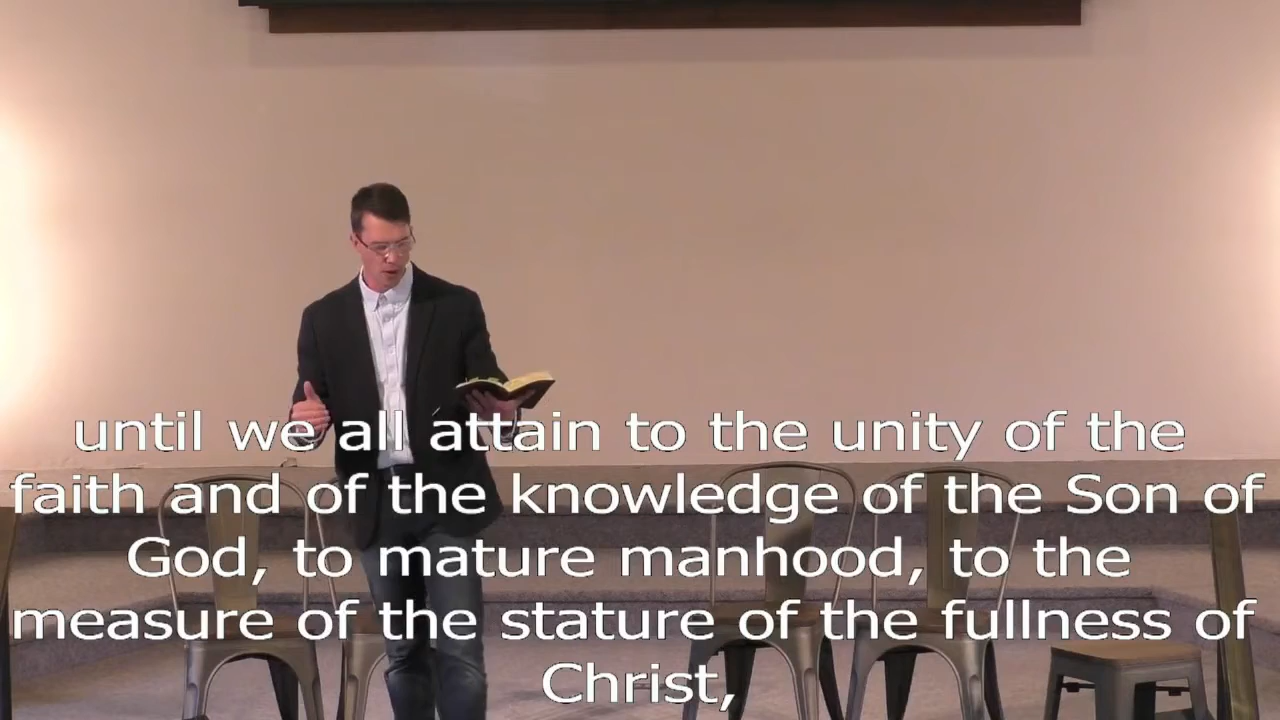 until we all attain to the unity of the
faith and of the knowledge of the Son of
God, to mature manhood, to the
measure of the stature of the fullness of
Christ,